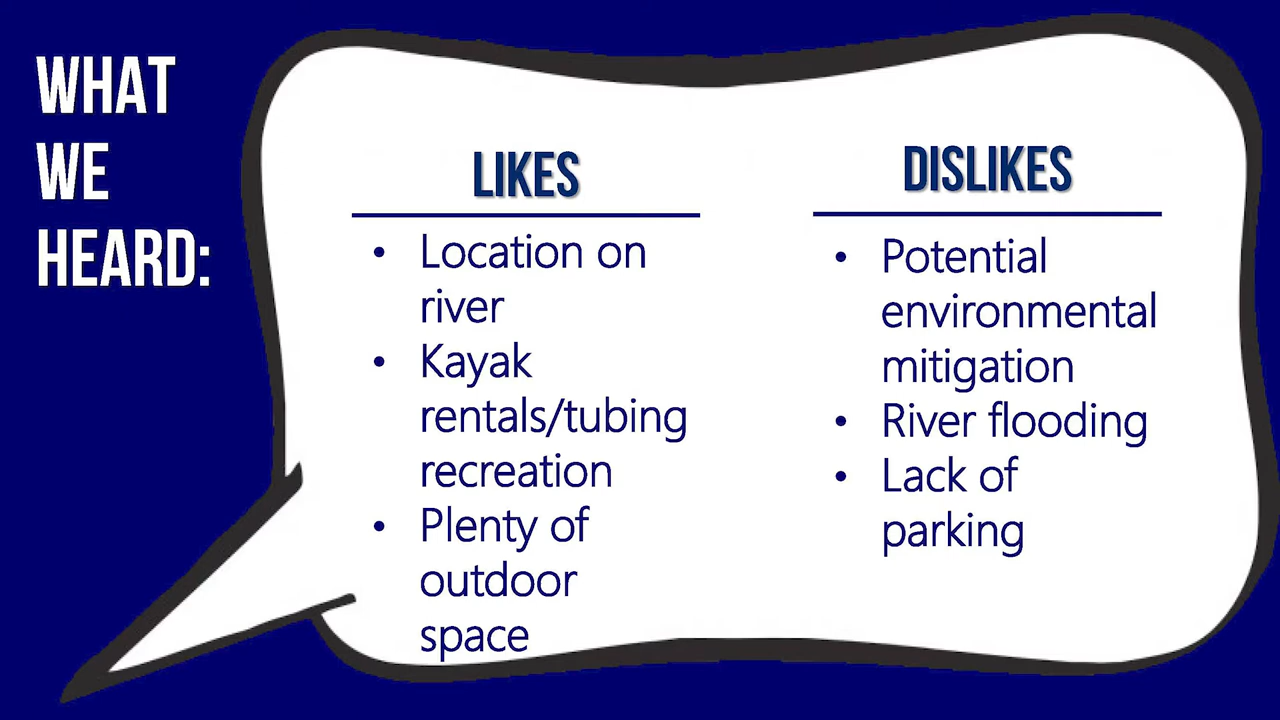 WHAT
WE
HEARD:
LIKES
• Location on
river
• Kayak
rentals/tubing
recreation
• Plenty of
outdoor
space
DISLIKES
• Potential
environmental
mitigation
• River flooding
• Lack of
parking